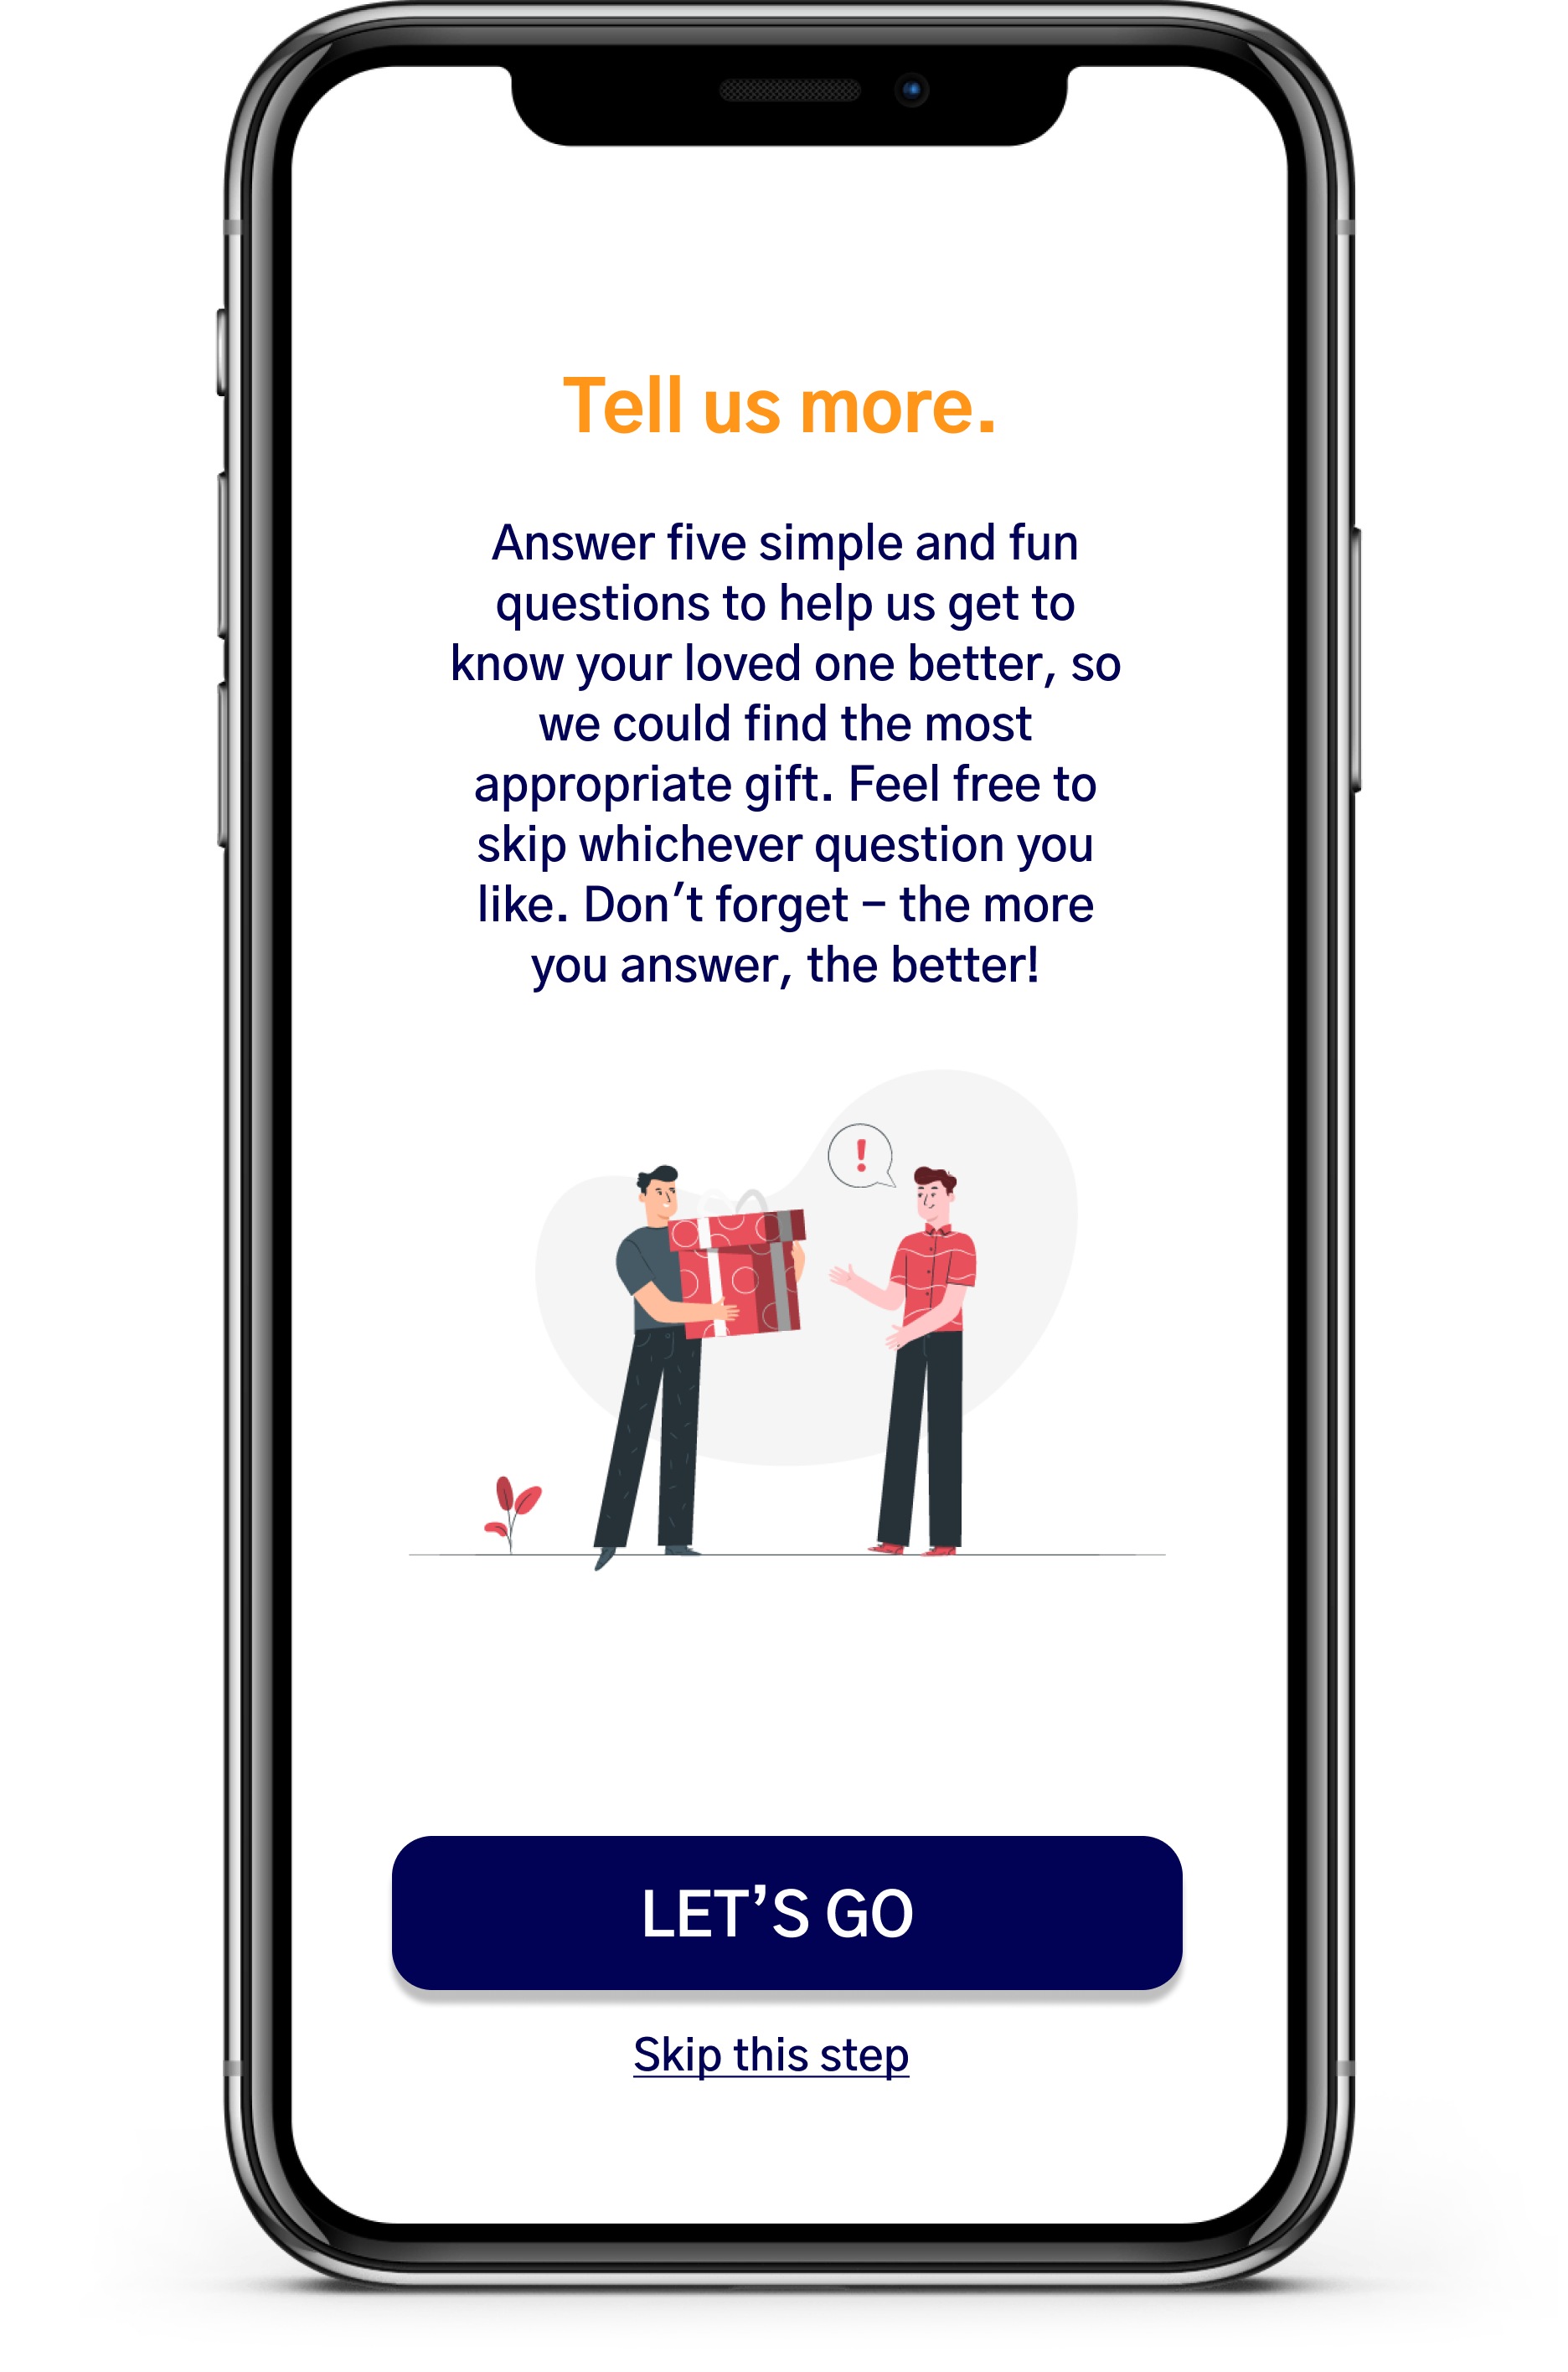 Tell us more.
Answer five simple and fun
questions to help us get to
know your loved one better, so
we could find the most
appropriate gift. Feel free to
skip whichever question you
like. Don’t forget – the more
you answer, the better!
!
LET’S GO
Skip this step